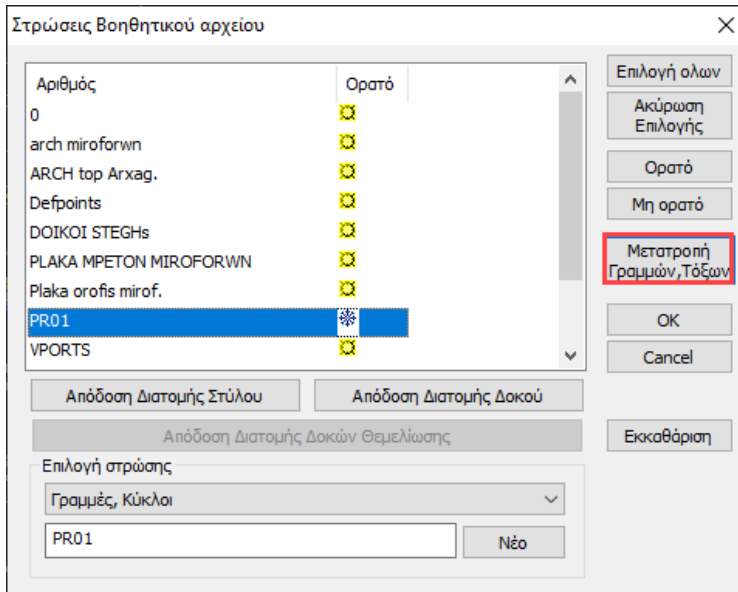 Στρώσεις Βοηθητικού αρχείου
Αριθμός Ορατό
0
arch miroforwn
ARCH top Arxag.
Defpoints
DOIKOI STEGHs
PLAKA MPETON MIROFORWN
Plaka orofis mirof.
PR01
VPORTS
Επιλογή ολων
Ακύρωση
Επιλογής
Ορατό
Μη ορατό
Μετατροπή
Γραμμών,Τόξων
OK
Cancel
Απόδοση Διατομής Στύλου
Απόδοση Διατομής Δοκού
Απόδοση Διατομής Δοκών Θεμελίωσης
Εκκαθάριση
Επιλογή στρώσης
Γραμμές, Κύκλοι
PR01
Νέο